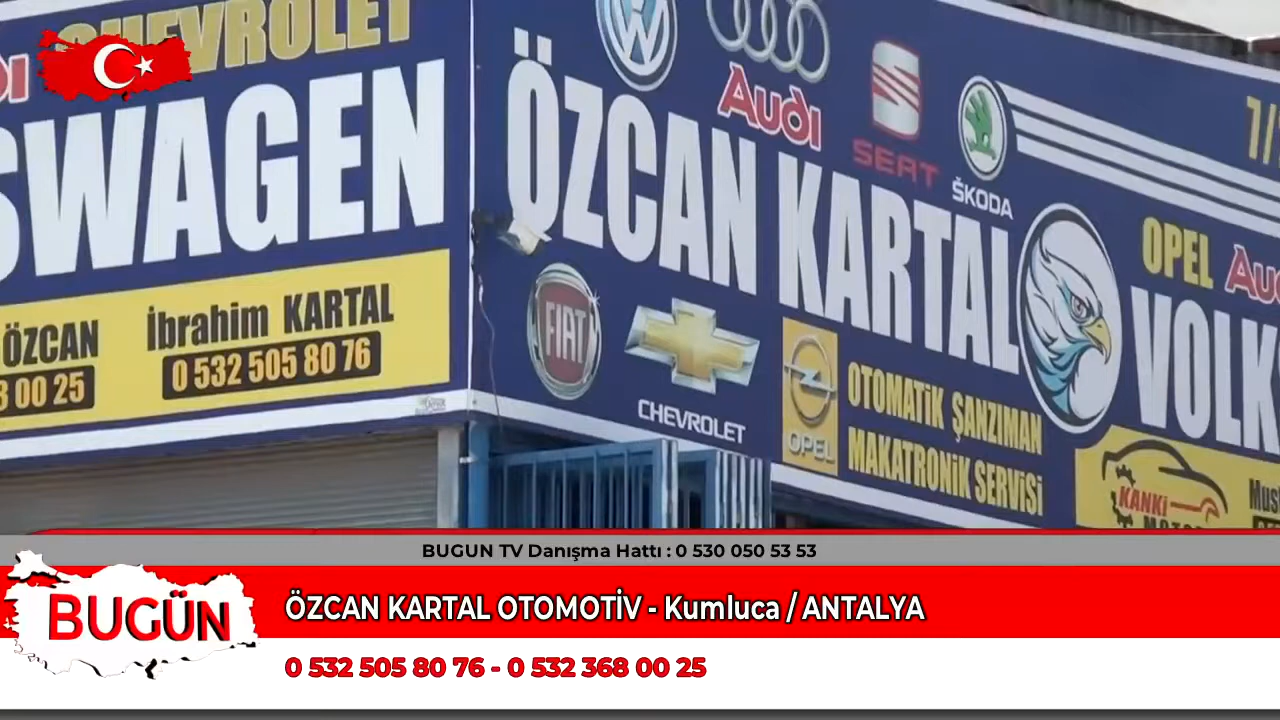 CHEVROLET
SWAGEN
ÖZCAN
3 00 25
İbrahim KARTAL
0 532 505 80 76
Audi
SEAT
ŠKODA
ÖZCAN KARTAL
FIAT
CHEVROLET
OPEL
OTOMATİK ŞANZIMAN
MAKATRONİK SERVİSİ
OPEL
VOLK
KANKI
BUGUN TV Danışma Hattı : 0 530 050 53 53
BUGÜN
ÖZCAN KARTAL OTOMOTİV - Kumluca / ANTALYA
0 532 505 80 76 - 0 532 368 00 25